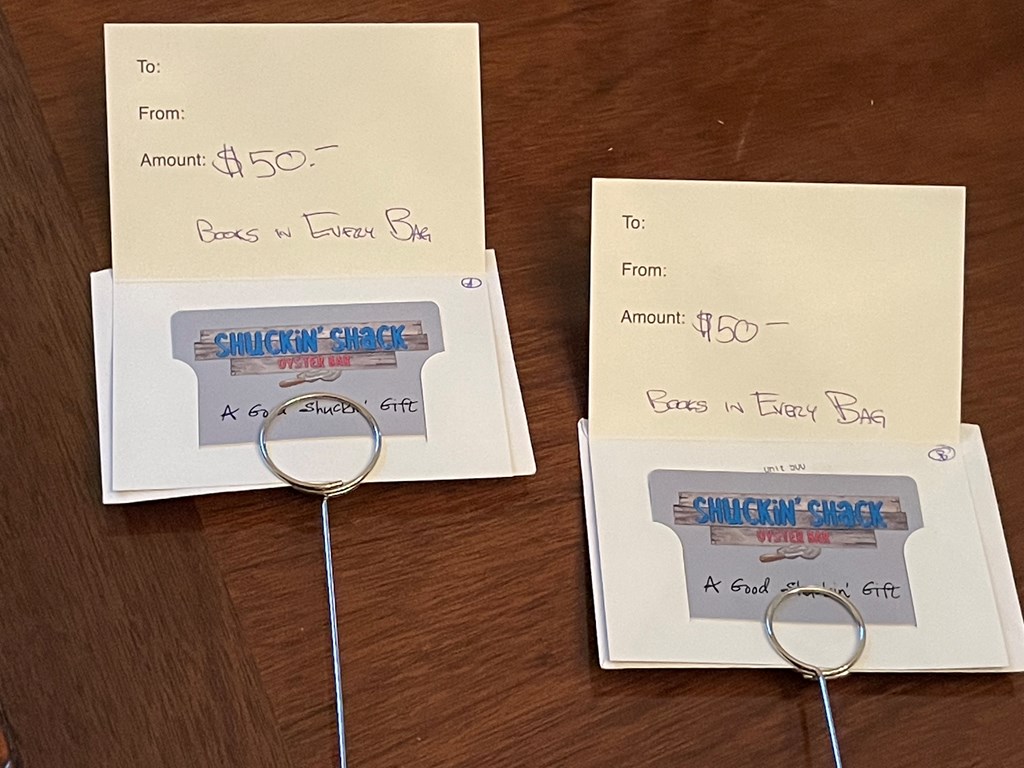 To:
From:
Amount: $50.—
BOOKS IN EVERY BAG
SHUCKiN' SHaCK
OYSTER BAR
A Good Shuckin' Gift
To:
From:
Amount: $50—
BOOKS IN EVERY BAG
SHUCKiN' SHaCK
OYSTER BAR
A Good Shuckin' Gift